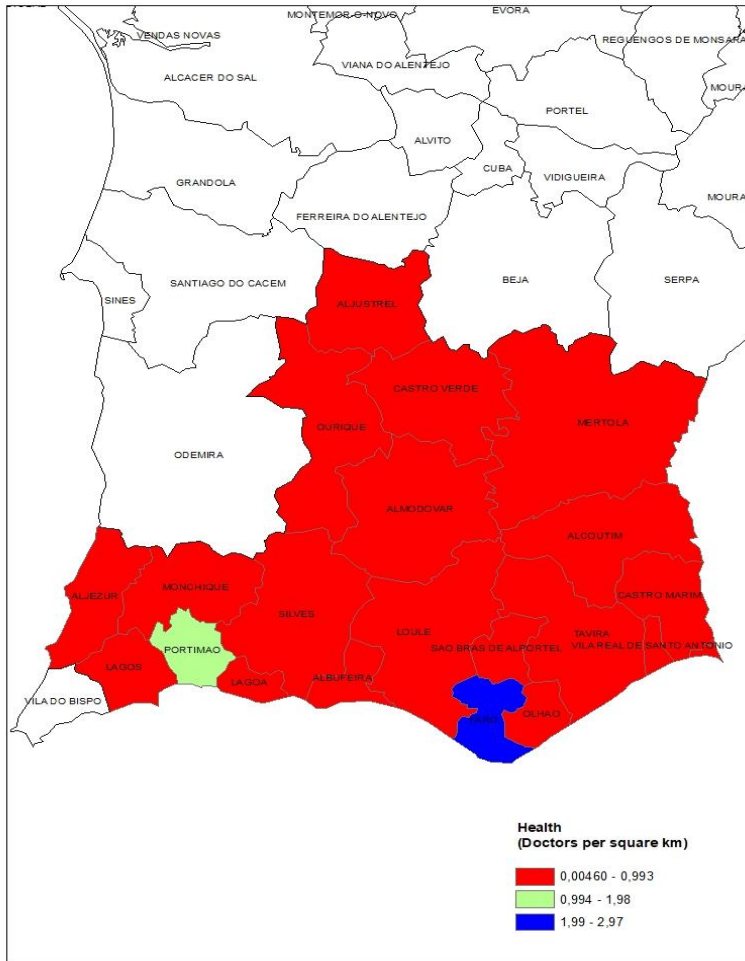 EVORA
MONTEMOR-O-NOVO
VENDAS NOVAS
REGUENGOS DE MONSARA
VIANA DO ALENTEJO
ALCACER DO SAL
MOURA
PORTEL
ALVITO
CUBA
VIDIGUEIRA
GRANDOLA
MOURA
FERREIRA DO ALENTEJO
SANTIAGO DO CACEM
BEJA
SERPA
SINES
ALJUSTREL
CASTRO VERDE
MERTOLA
OURIQUE
ODEMIRA
ALMODOVAR
ALCOUTIM
MONCHIQUE
ALJEZUR
CASTRO MARIM
SILVES
LOULE
TAVIRA
SAO BRAS DE ALPORTEL
VILA REAL DE SANTO ANTONIO
PORTIMAO
LAGOS
LAGOA
ALBUFEIRA
VILA DO BISPO
FARO
OLHAO
Health
(Doctors per square km)
0,00460 - 0,993
0,994 - 1,98
1,99 - 2,97